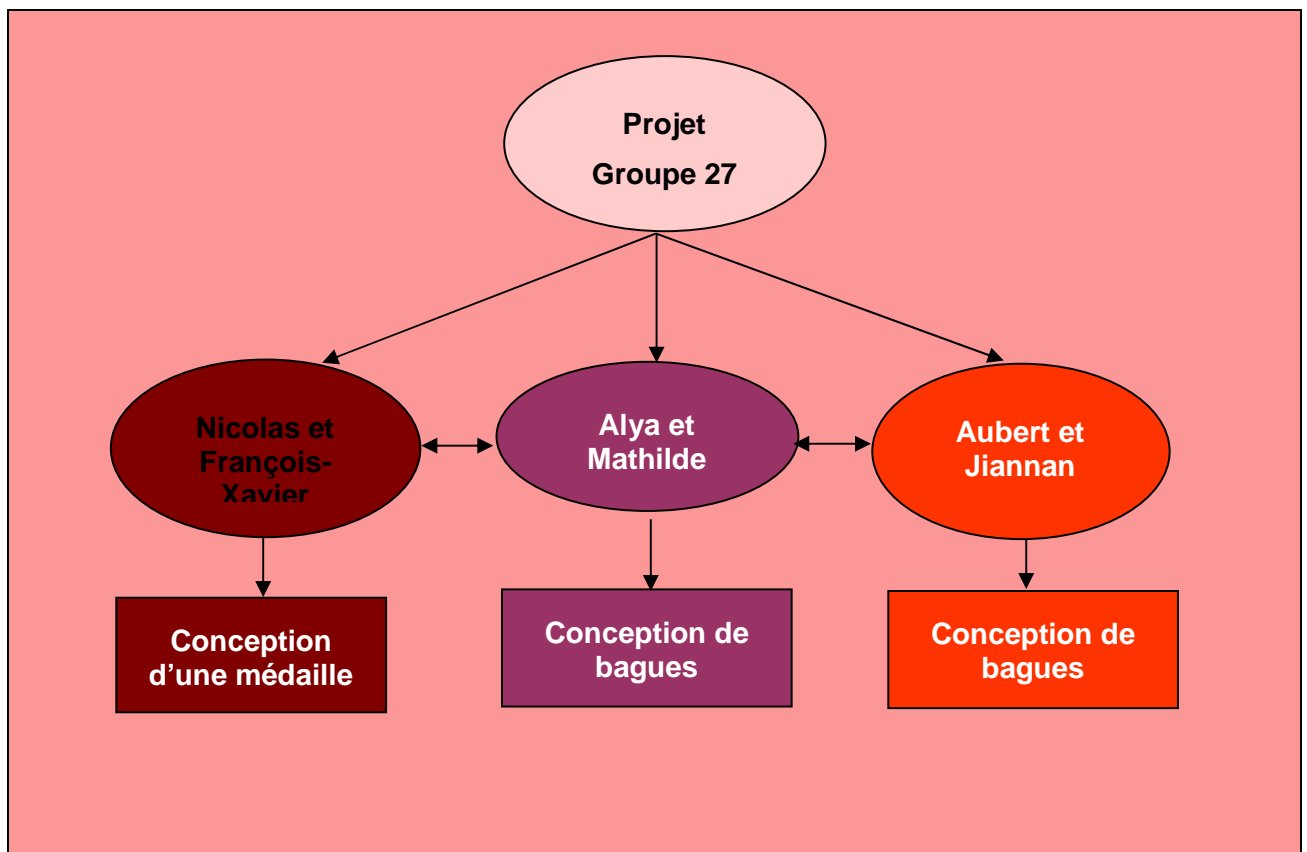 Projet
Groupe 27
Nicolas et
François-
Xavier
Alya et
Mathilde
Aubert et
Jiannan
Conception
d’une médaille
Conception de
bagues
Conception de
bagues